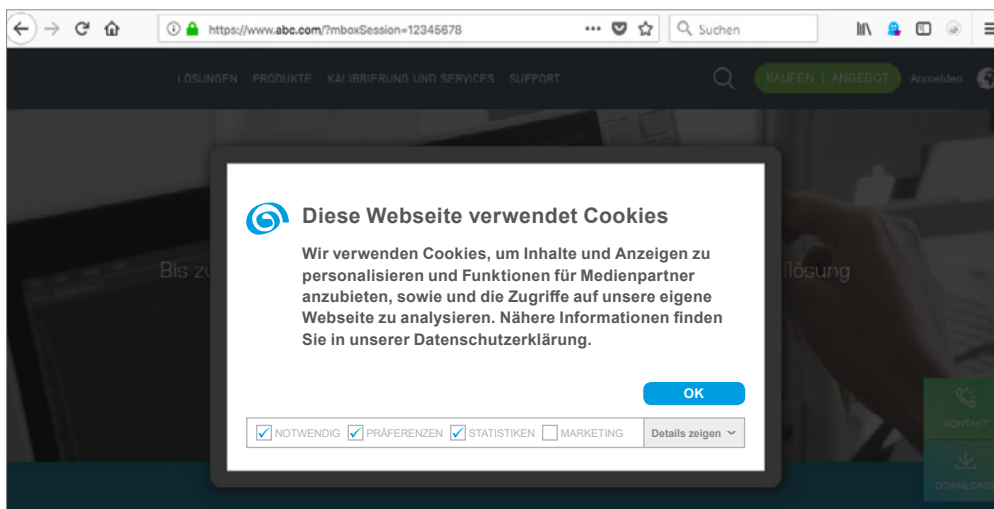 https://www.abc.com/?mboxSession=12345678
Suchen
LÖSUNGEN PRODUKTE KALIBRIERUNG UND SERVICES SUPPORT
KAUFEN | ANGEBOT Anmelden
Diese Webseite verwendet Cookies
Wir verwenden Cookies, um Inhalte und Anzeigen zu
personalisieren und Funktionen für Medienpartner
anzubieten, sowie und die Zugriffe auf unsere eigene
Webseite zu analysieren. Nähere Informationen finden
Sie in unserer Datenschutzerklärung.
Bis
OK
NOTWENDIG PRÄFERENZEN STATISTIKEN MARKETING Details zeigen
KONTAKT
DOWNLOADS